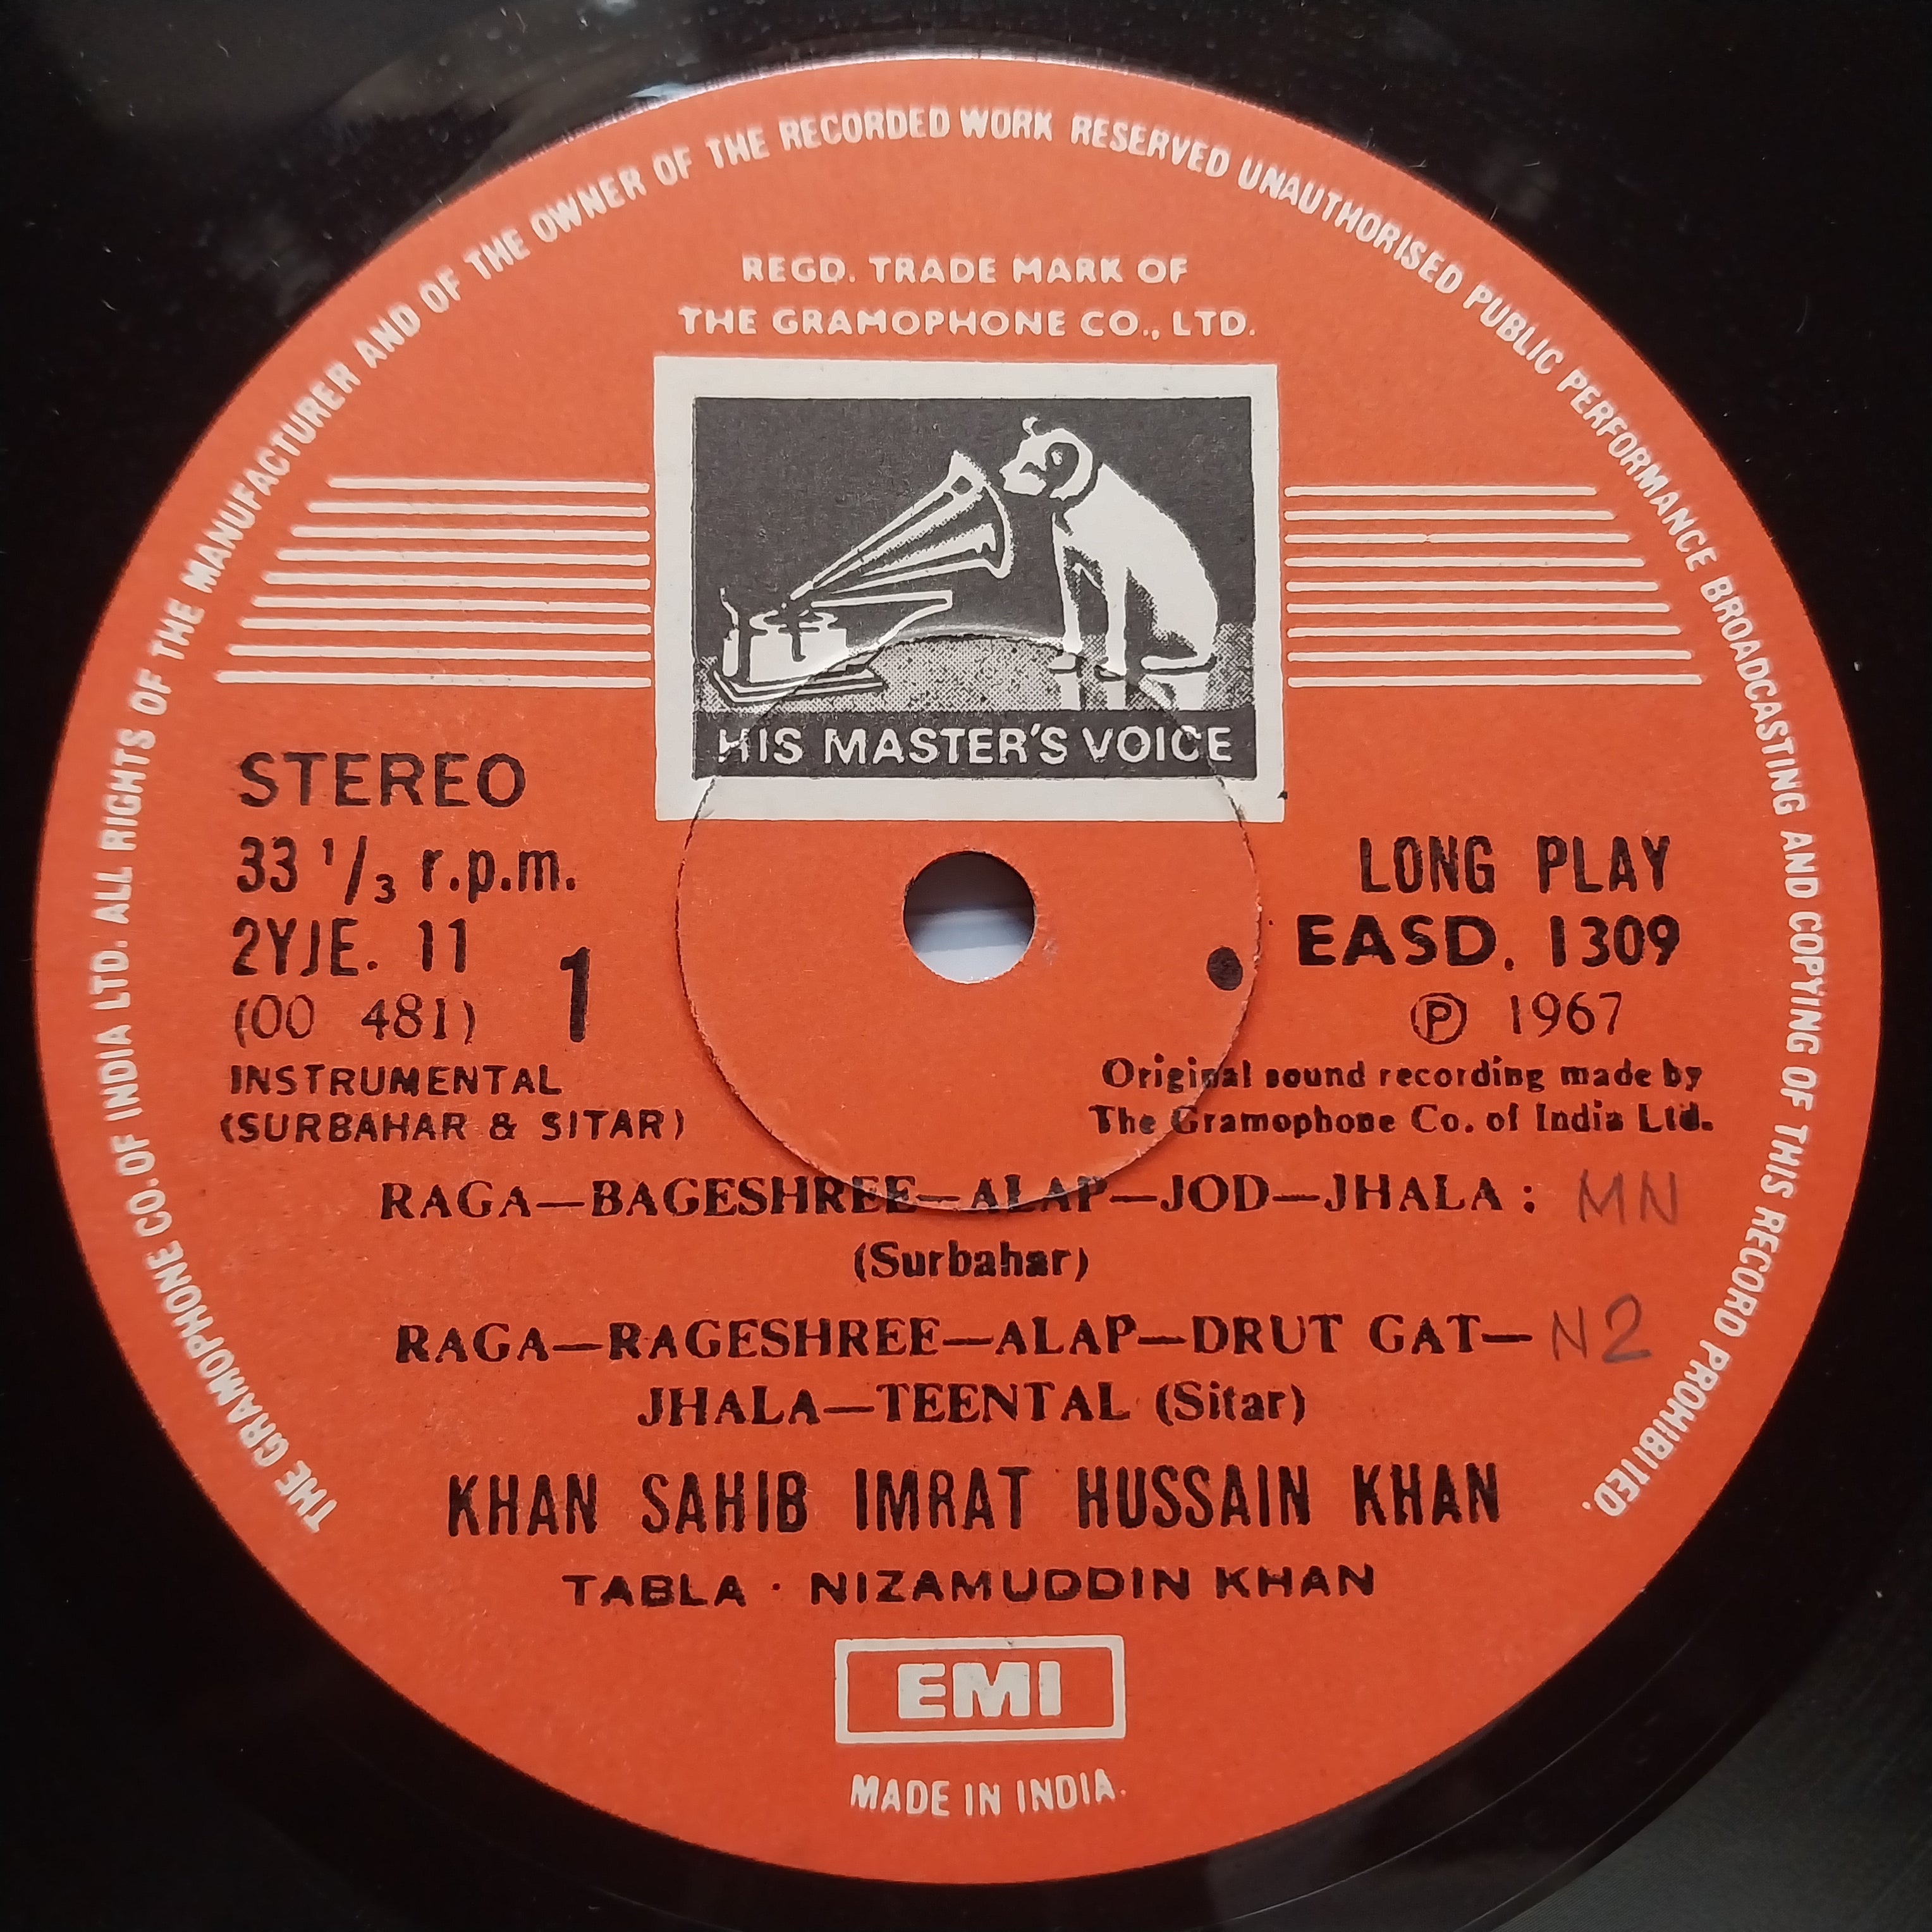 THE GRAMOPHONE CO. OF INDIA LTD. ALL RIGHTS OF THE MANUFACTURER AND OF THE OWNER OF THE RECORDED WORK RESERVED UNAUTHORISED PUBLIC PERFORMANCE BROADCASTING AND COPYING OF THIS RECORD PROHIBITED.
REGD. TRADE MARK OF
THE GRAMOPHONE CO., LTD.
HIS MASTER'S VOICE
STEREO
33 1/3 r.p.m.
2YJE. 11
(OO 481)
1
INSTRUMENTAL
(SURBAHAR & SITAR)
LONG PLAY
EASD. 1309
Ⓟ 1967
Original sound recording made by
The Gramophone Co. of India Ltd.
RAGA—BAGESHREE—ALAP—JOD—JHALA : MN
(Surbahar)
RAGA—RAGESHREE—ALAP—DRUT GAT— N2
JHALA—TEENTAL (Sitar)
KHAN SAHIB IMRAT HUSSAIN KHAN
TABLA · NIZAMUDDIN KHAN
EMI
MADE IN INDIA.